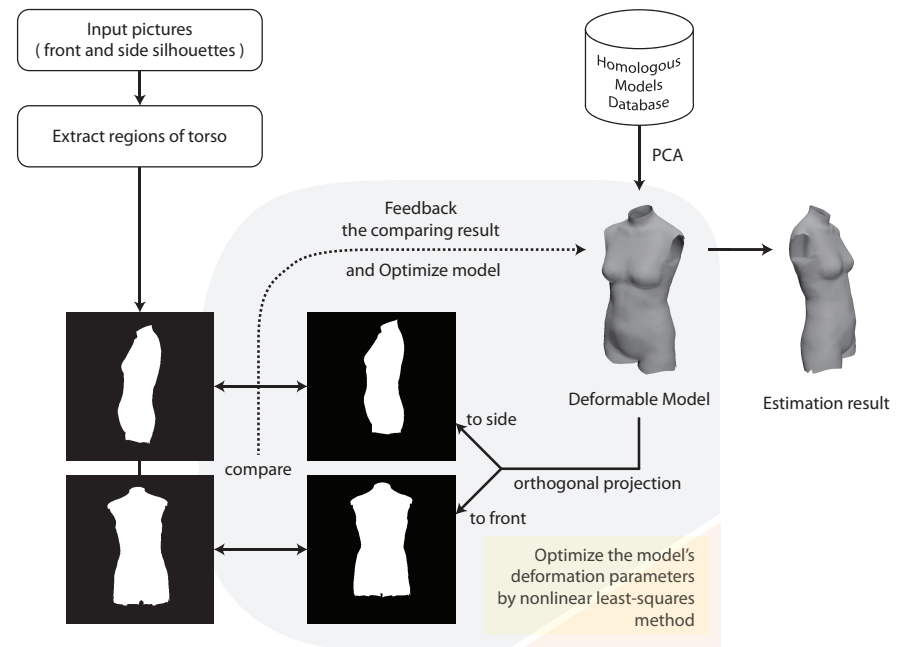 Input pictures
( front and side silhouettes )
Extract regions of torso
Homologous
Models
Database
PCA
Feedback
the comparing result
and Optimize model
Deformable Model
Estimation result
to side
compare
orthogonal projection
to front
Optimize the model’s
deformation parameters
by nonlinear least-squares
method